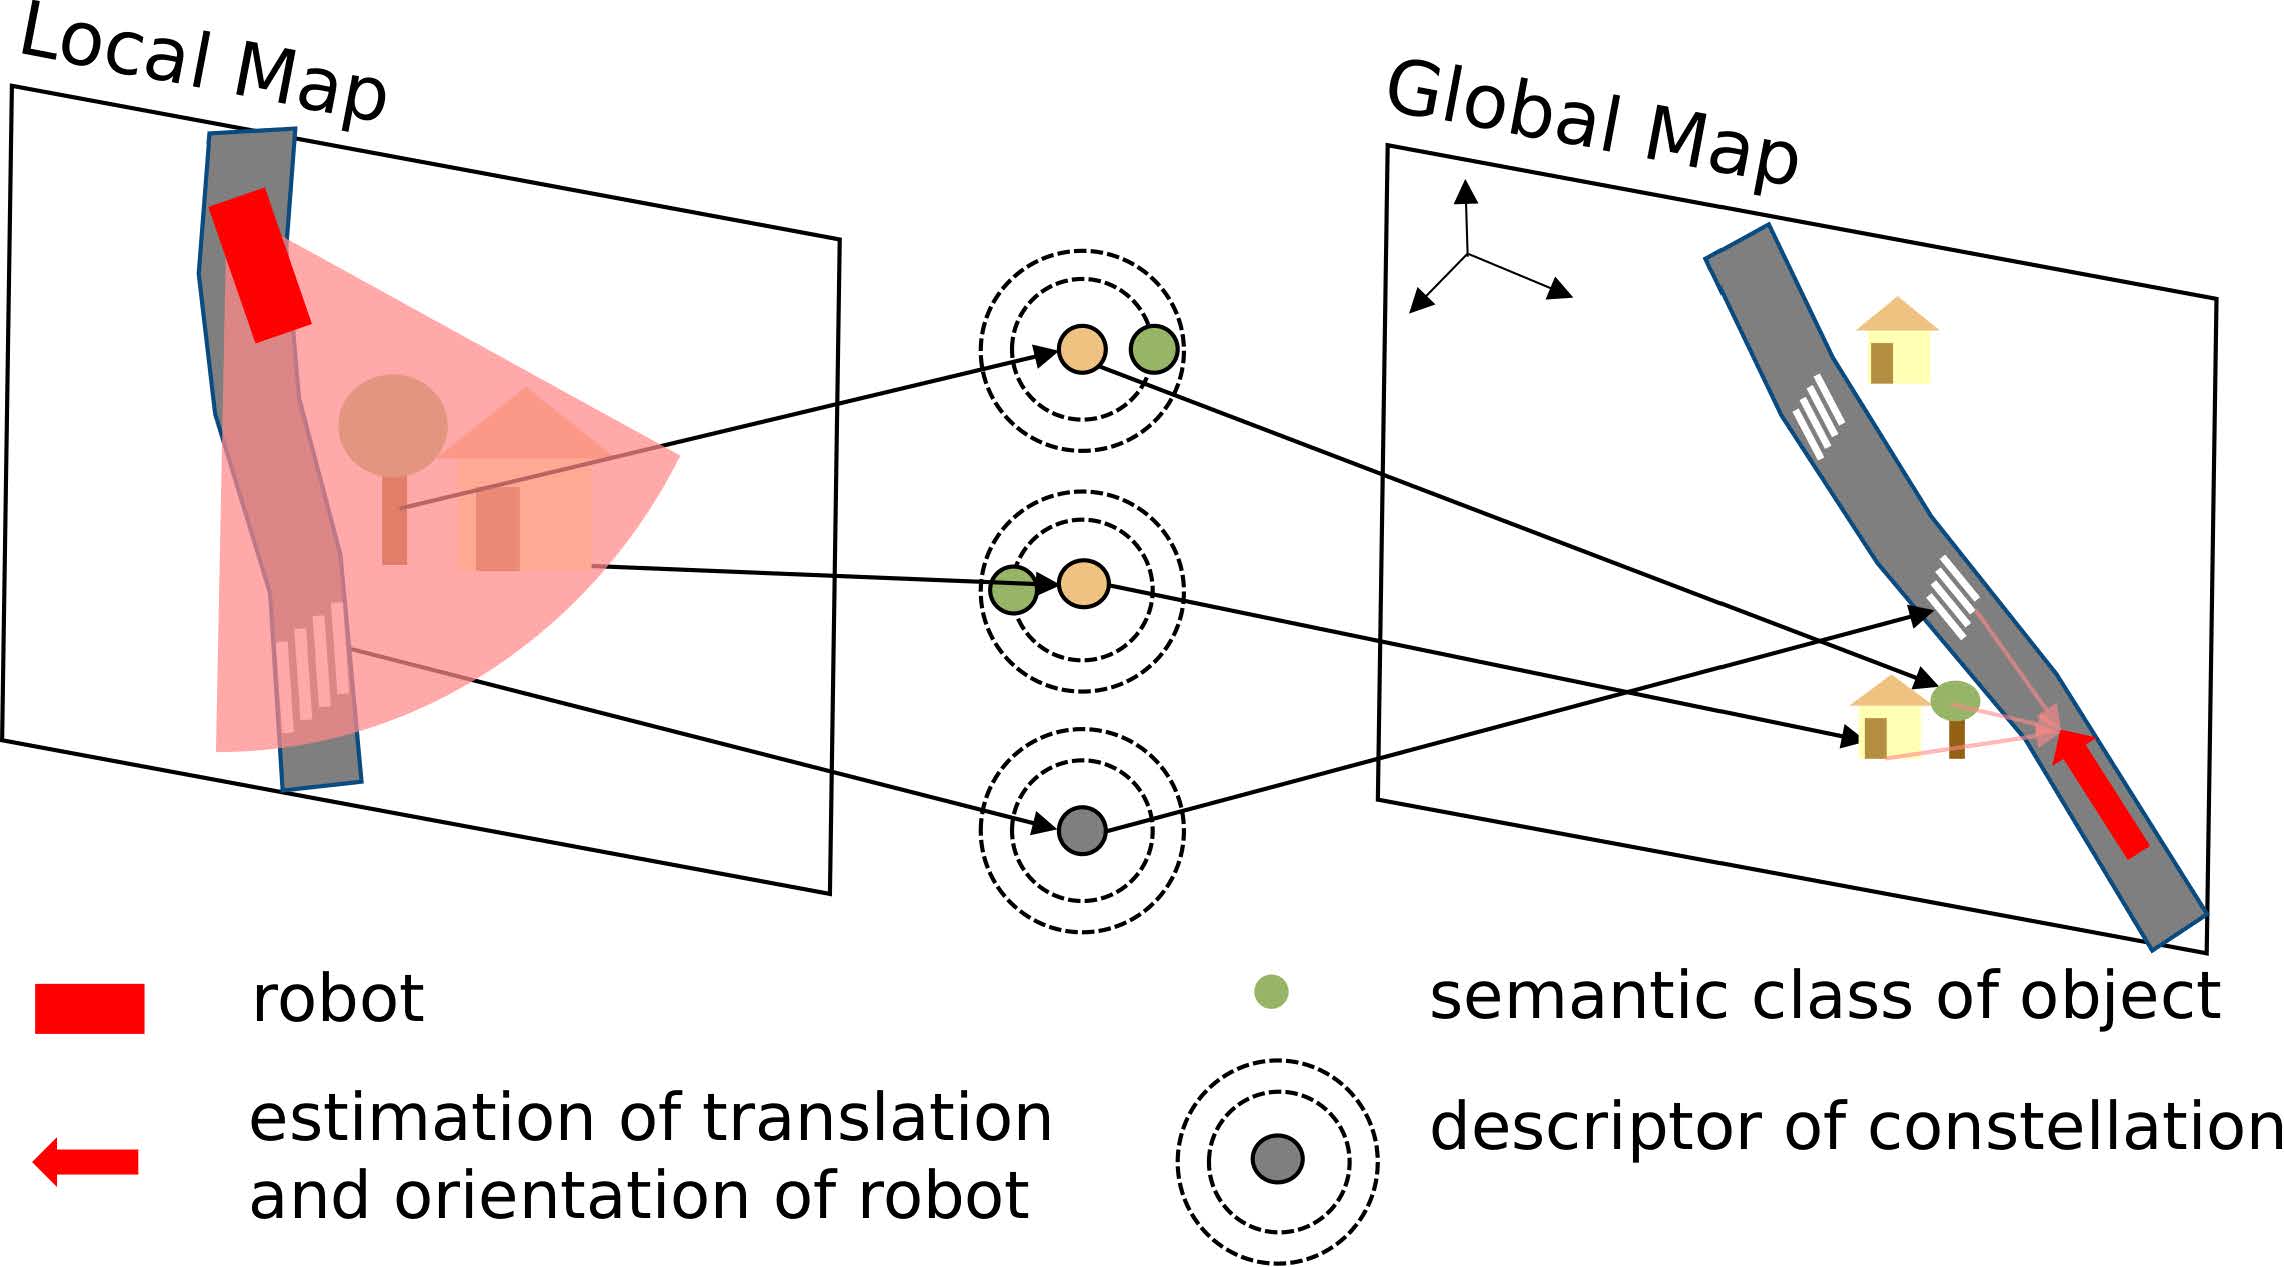 Local Map
Global Map
robot
semantic class of object
estimation of translation
and orientation of robot
descriptor of constellation